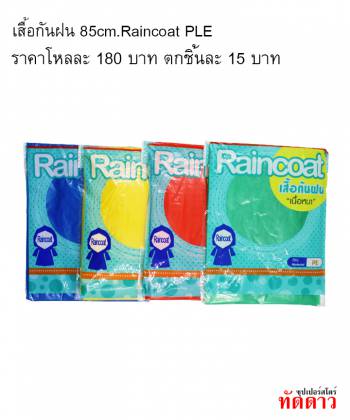 เสื้อกันฝน 85cm.Raincoat PLE
ราคาโหลละ 180 บาท ตกชิ้นละ 15 บาท
Raincoat
Raincoat
Raincoat
Raincoat
เสื้อกันฝน
"เนื้อหนา"
Raincoat
Raincoat
Raincoat
PE
ซุปเปอร์สโตร์
ทัดดาว